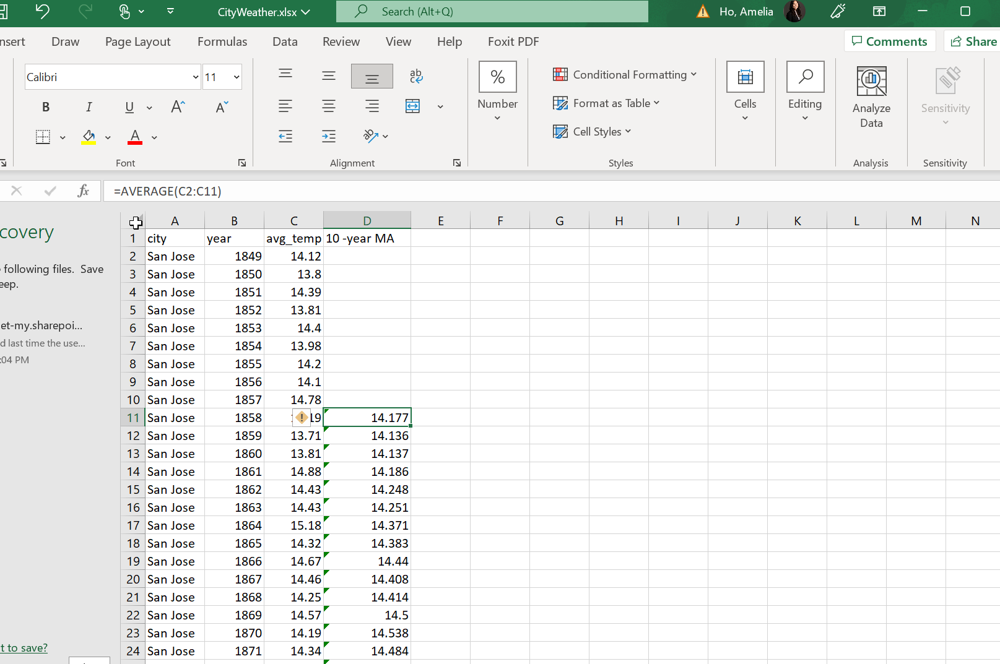 CityWeather.xlsx
Search (Alt+Q)
Ho, Amelia
nsert Draw Page Layout Formulas Data Review View Help Foxit PDF
Comments Share
Calibri 11
B I U A A
ab
Number
Conditional Formatting
Format as Table
Cell Styles
Cells
Editing
Analyze
Data
Sensitivity
Font Alignment Styles Analysis Sensitivity
fx =AVERAGE(C2:C11)
covery
following files. Save
eep.
et-my.sharepoi...
d last time the use...
:04 PM
t to save?
A B C D E F G H I J K L M N
1 city year avg_temp 10 -year MA
2 San Jose 1849 14.12
3 San Jose 1850 13.8
4 San Jose 1851 14.39
5 San Jose 1852 13.81
6 San Jose 1853 14.4
7 San Jose 1854 13.98
8 San Jose 1855 14.2
9 San Jose 1856 14.1
10 San Jose 1857 14.78
11 San Jose 1858 19 14.177
12 San Jose 1859 13.71 14.136
13 San Jose 1860 13.81 14.137
14 San Jose 1861 14.88 14.186
15 San Jose 1862 14.43 14.248
16 San Jose 1863 14.43 14.251
17 San Jose 1864 15.18 14.371
18 San Jose 1865 14.32 14.383
19 San Jose 1866 14.67 14.44
20 San Jose 1867 14.46 14.408
21 San Jose 1868 14.25 14.414
22 San Jose 1869 14.57 14.5
23 San Jose 1870 14.19 14.538
24 San Jose 1871 14.34 14.484